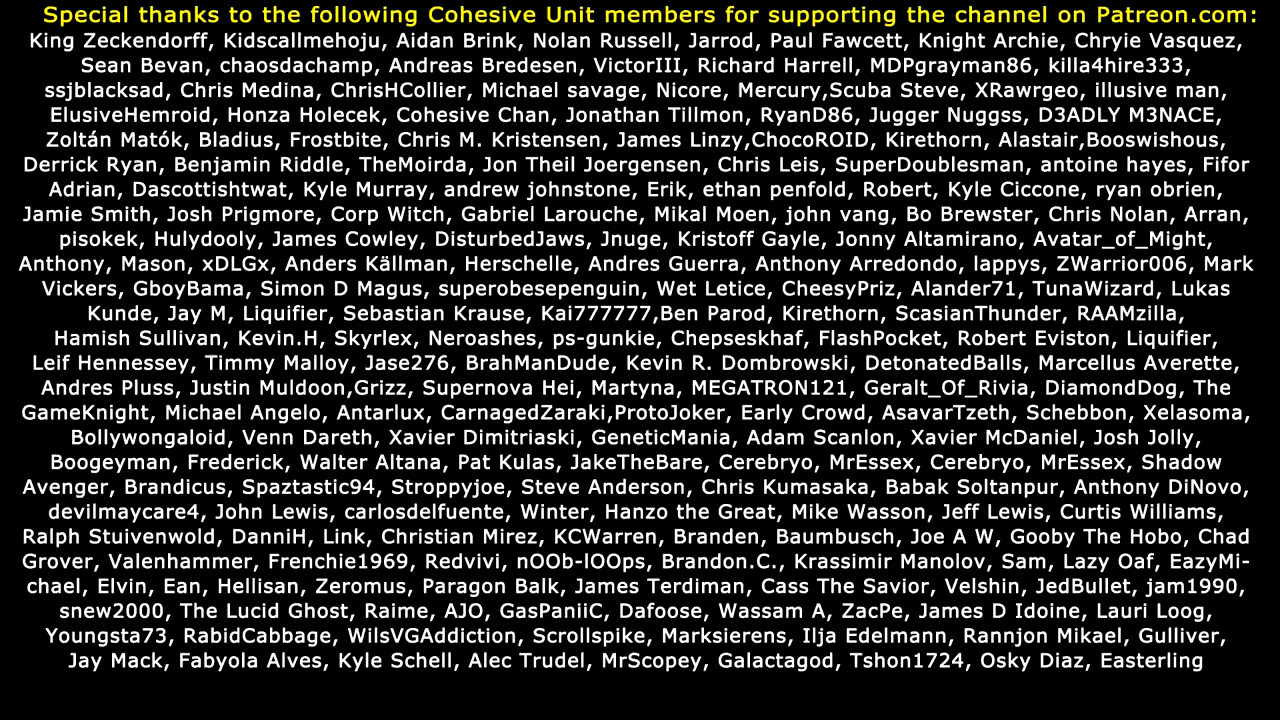 Special thanks to the following Cohesive Unit members for supporting the channel on Patreon.com:
King Zeckendorff, Kidscallmehoju, Aidan Brink, Nolan Russell, Jarrod, Paul Fawcett, Knight Archie, Chryie Vasquez,
Sean Bevan, chaosdachamp, Andreas Bredesen, VictorIII, Richard Harrell, MDPgrayman86, killa4hire333,
ssjblacksad, Chris Medina, ChrisHCollier, Michael savage, Nicore, Mercury,Scuba Steve, XRawrgeo, illusive man,
ElusiveHemroid, Honza Holecek, Cohesive Chan, Jonathan Tillmon, RyanD86, Jugger Nuggss, D3ADLY M3NACE,
Zoltán Matók, Bladius, Frostbite, Chris M. Kristensen, James Linzy,ChocoROID, Kirethorn, Alastair,Booswishous,
Derrick Ryan, Benjamin Riddle, TheMoirda, Jon Theil Joergensen, Chris Leis, SuperDoublesman, antoine hayes, Fifor
Adrian, Dascottishtwat, Kyle Murray, andrew johnstone, Erik, ethan penfold, Robert, Kyle Ciccone, ryan obrien,
Jamie Smith, Josh Prigmore, Corp Witch, Gabriel Larouche, Mikal Moen, john vang, Bo Brewster, Chris Nolan, Arran,
pisokek, Hulydooly, James Cowley, DisturbedJaws, Jnuge, Kristoff Gayle, Jonny Altamirano, Avatar_of_Might,
Anthony, Mason, xDLGx, Anders Källman, Herschelle, Andres Guerra, Anthony Arredondo, lappys, ZWarrior006, Mark
Vickers, GboyBama, Simon D Magus, superobesepenguin, Wet Letice, CheesyPriz, Alander71, TunaWizard, Lukas
Kunde, Jay M, Liquifier, Sebastian Krause, Kai777777,Ben Parod, Kirethorn, ScasianThunder, RAAMzilla,
Hamish Sullivan, Kevin.H, Skyrlex, Neroashes, ps-gunkie, Chepseskhaf, FlashPocket, Robert Eviston, Liquifier,
Leif Hennessey, Timmy Malloy, Jase276, BrahManDude, Kevin R. Dombrowski, DetonatedBalls, Marcellus Averette,
Andres Pluss, Justin Muldoon,Grizz, Supernova Hei, Martyna, MEGATRON121, Geralt_Of_Rivia, DiamondDog, The
GameKnight, Michael Angelo, Antarlux, CarnagedZaraki,ProtoJoker, Early Crowd, AsavarTzeth, Schebbon, Xelasoma,
Bollywongaloid, Venn Dareth, Xavier Dimitriaski, GeneticMania, Adam Scanlon, Xavier McDaniel, Josh Jolly,
Boogeyman, Frederick, Walter Altana, Pat Kulas, JakeTheBare, Cerebryo, MrEssex, Cerebryo, MrEssex, Shadow
Avenger, Brandicus, Spaztastic94, Stroppyjoe, Steve Anderson, Chris Kumasaka, Babak Soltanpur, Anthony DiNovo,
devilmaycare4, John Lewis, carlosdelfuente, Winter, Hanzo the Great, Mike Wasson, Jeff Lewis, Curtis Williams,
Ralph Stuivenwold, DanniH, Link, Christian Mirez, KCWarren, Branden, Baumbusch, Joe A W, Gooby The Hobo, Chad
Grover, Valenhammer, Frenchie1969, Redvivi, nOOb-lOOps, Brandon.C., Krassimir Manolov, Sam, Lazy Oaf, EazyMi-
chael, Elvin, Ean, Hellisan, Zeromus, Paragon Balk, James Terdiman, Cass The Savior, Velshin, JedBullet, jam1990,
snew2000, The Lucid Ghost, Raime, AJO, GasPaniiC, Dafoose, Wassam A, ZacPe, James D Idoine, Lauri Loog,
Youngsta73, RabidCabbage, WilsVGAddiction, Scrollspike, Marksierens, Ilja Edelmann, Rannjon Mikael, Gulliver,
Jay Mack, Fabyola Alves, Kyle Schell, Alec Trudel, MrScopey, Galactagod, Tshon1724, Osky Diaz, Easterling